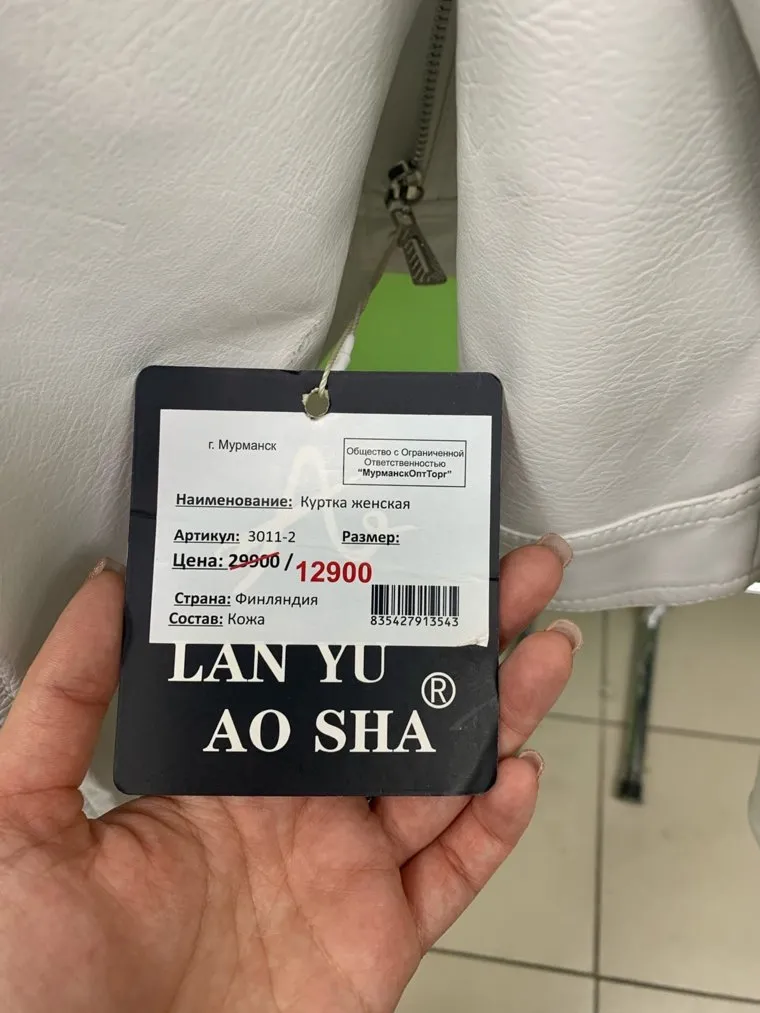 г. Мурманск
Общество с Ограниченной
Ответственностью
"МурманскОптТорг"
Наименование: Куртка женская
Артикул: 3011-2 Размер:
Цена: 29900 / 12900
Страна: Финляндия
Состав: Кожа
835427913543
LAN YU
AO SHA ®